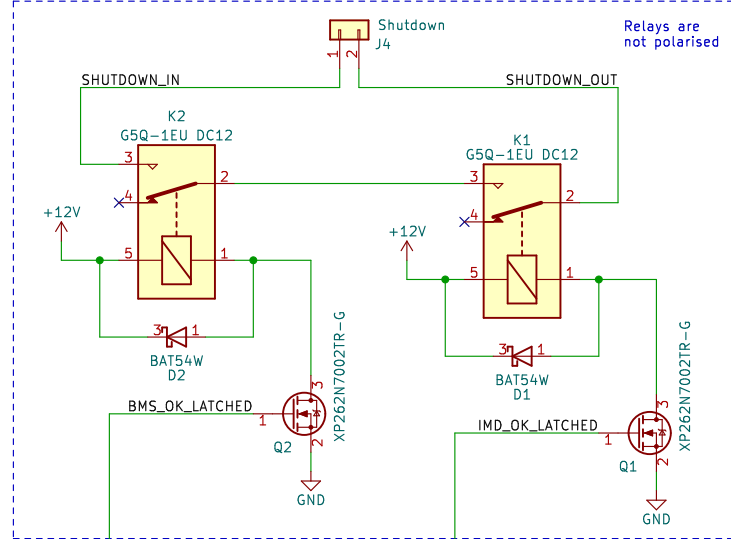 Shutdown
J4
1
2
Relays are
not polarised
SHUTDOWN_IN
SHUTDOWN_OUT
K2
G5Q-1EU DC12
3
2
4
+12V
5
1
3
1
BAT54W
D2
K1
G5Q-1EU DC12
3
2
4
+12V
5
1
3
1
BAT54W
D1
BMS_OK_LATCHED
1
3
2
Q2
XP262N7002TR-G
GND
IMD_OK_LATCHED
1
3
2
Q1
XP262N7002TR-G
GND